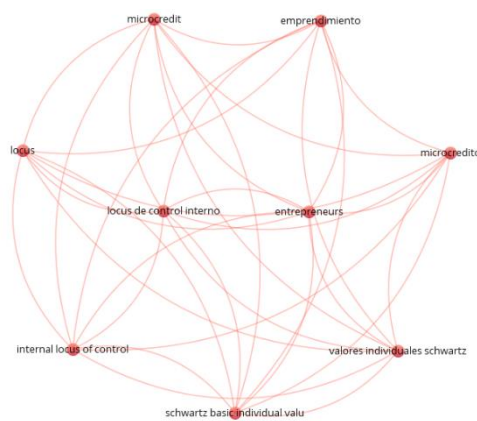 microcredit
emprendimiento
locus
microcredito
locus de control interno
entrepreneurs
internal locus of control
valores individuales schwartz
schwartz basic individual valu